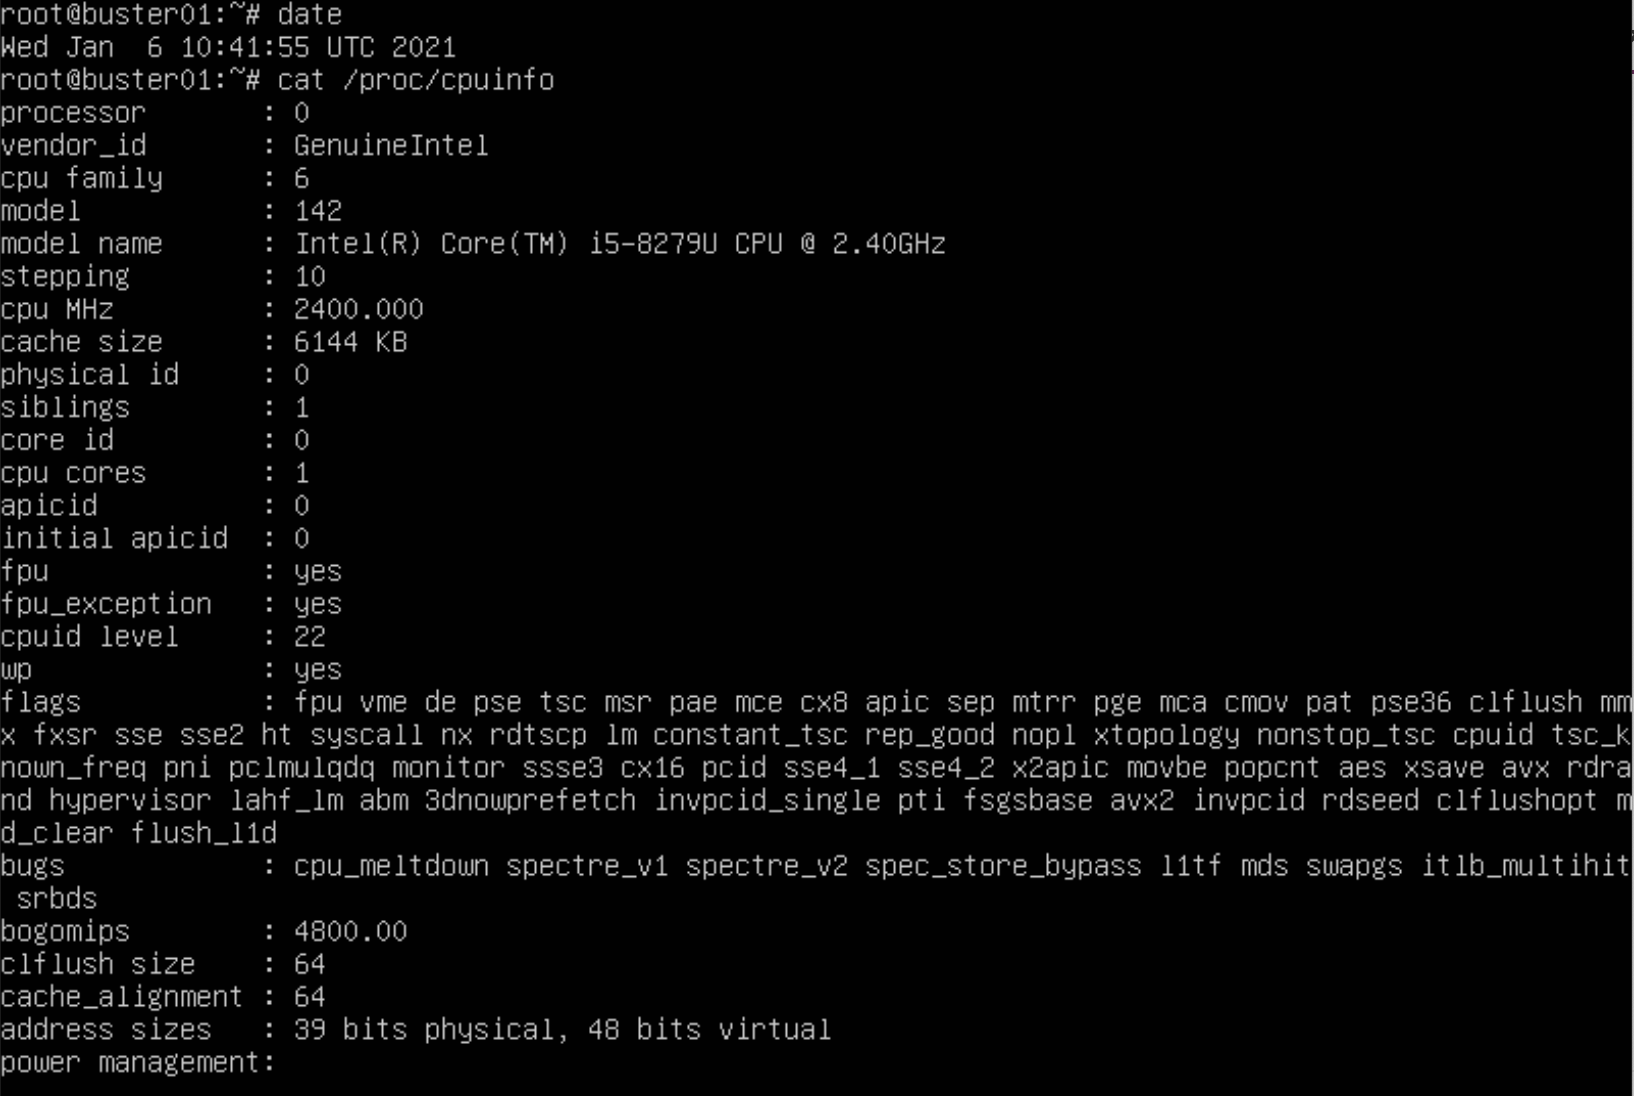 root@buster01:~# date
Wed Jan  6 10:41:55 UTC 2021
root@buster01:~# cat /proc/cpuinfo
processor       : 0
vendor_id       : GenuineIntel
cpu family      : 6
model           : 142
model name      : Intel(R) Core(TM) i5-8279U CPU @ 2.40GHz
stepping        : 10
cpu MHz         : 2400.000
cache size      : 6144 KB
physical id     : 0
siblings        : 1
core id         : 0
cpu cores       : 1
apicid          : 0
initial apicid  : 0
fpu             : yes
fpu_exception   : yes
cpuid level     : 22
wp              : yes
flags           : fpu vme de pse tsc msr pae mce cx8 apic sep mtrr pge mca cmov pat pse36 clflush mm
x fxsr sse sse2 ht syscall nx rdtscp lm constant_tsc rep_good nopl xtopology nonstop_tsc cpuid tsc_k
nown_freq pni pclmulqdq monitor ssse3 cx16 pcid sse4_1 sse4_2 x2apic movbe popcnt aes xsave avx rdra
nd hypervisor lahf_lm abm 3dnowprefetch invpcid_single pti fsgsbase avx2 invpcid rdseed clflushopt m
d_clear flush_l1d
bugs            : cpu_meltdown spectre_v1 spectre_v2 spec_store_bypass l1tf mds swapgs itlb_multihit
 srbds
bogomips        : 4800.00
clflush size    : 64
cache_alignment : 64
address sizes   : 39 bits physical, 48 bits virtual
power management: